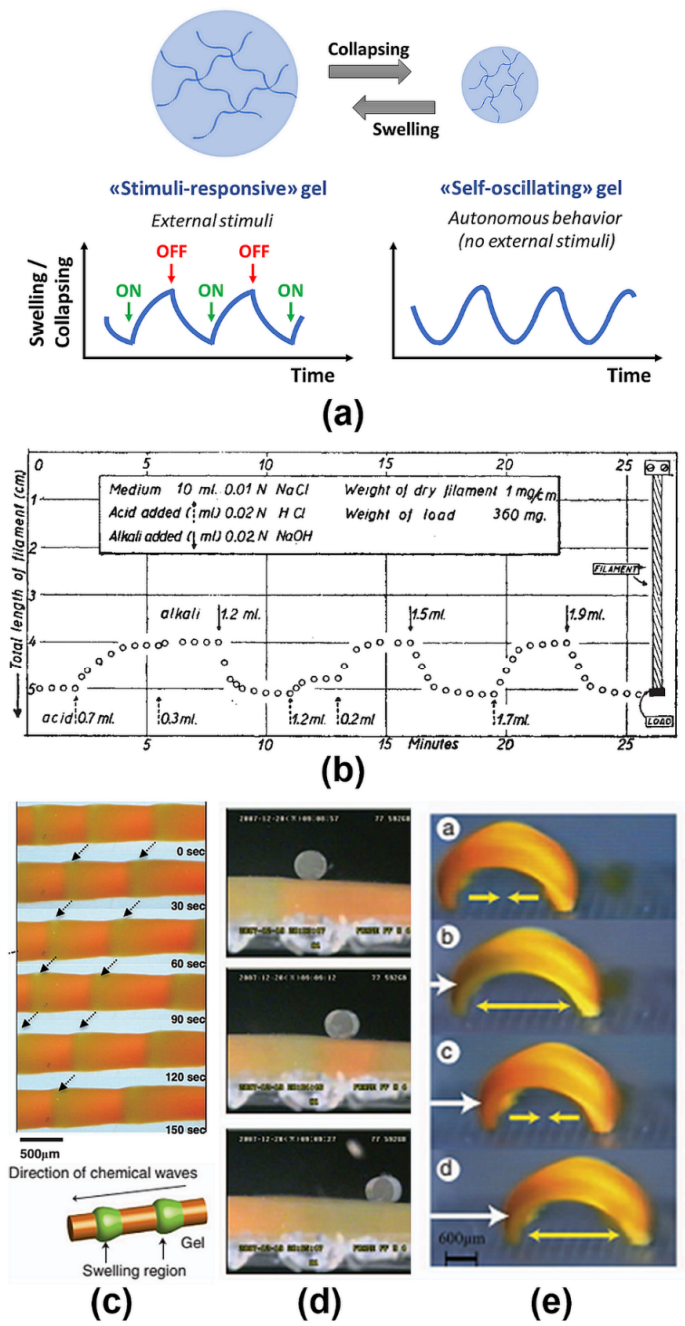 Collapsing
Swelling
«Stimuli-responsive» gel
«Self-oscillating» gel
External stimuli
Autonomous behavior
(no external stimuli)
OFF OFF
ON ON ON
Swelling /
Collapsing
Time
Time
(a)
0 5 10 15 20 25
Medium 10 ml. 0.01 N NaCl Weight of dry filament 1 mg/cm.
Acid added (1 ml) 0.02 N HCl Weight of load 360 mg.
Alkali added (1 ml) 0.02 N NaOH
Total length of filament (cm)
1
2
3
4
5
FILAMENT
alkali 1.2 ml. 1.5 ml. 1.9 ml.
acid 0.7 ml. 0.3 ml. 1.2 ml. 0.2 ml. 1.7 ml.
LOAD
5 10 15 Minutes 20 25
(b)
0 sec
30 sec
60 sec
90 sec
120 sec
150 sec
500μm
Direction of chemical waves
Gel
Swelling region
(c)
(d)
a
b
c
d
600μm
(e)